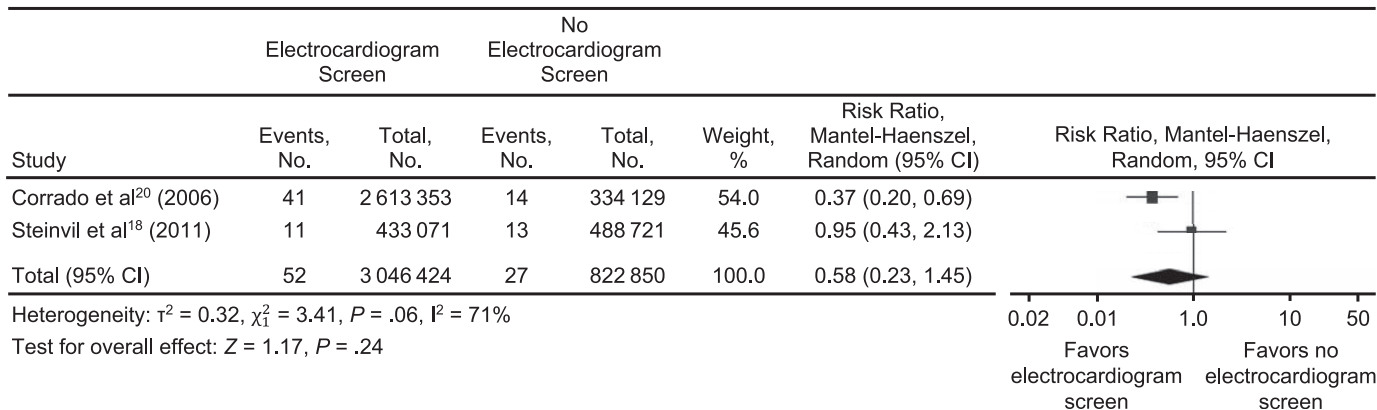 Electrocardiogram Screen
No Electrocardiogram Screen
Study
Events, No.
Total, No.
Events, No.
Total, No.
Weight, %
Risk Ratio, Mantel-Haenszel, Random (95% CI)
Risk Ratio, Mantel-Haenszel, Random, 95% CI
Corrado et al20 (2006) 41 2 613 353 14 334 129 54.0 0.37 (0.20, 0.69)
Steinvil et al18 (2011) 11 433 071 13 488 721 45.6 0.95 (0.43, 2.13)
Total (95% CI) 52 3 046 424 27 822 850 100.0 0.58 (0.23, 1.45)
Heterogeneity: τ² = 0.32, χ²₁ = 3.41, P = .06, I² = 71%
Test for overall effect: Z = 1.17, P = .24
0.02 0.01 1.0 10 50
Favors electrocardiogram screen
Favors no electrocardiogram screen